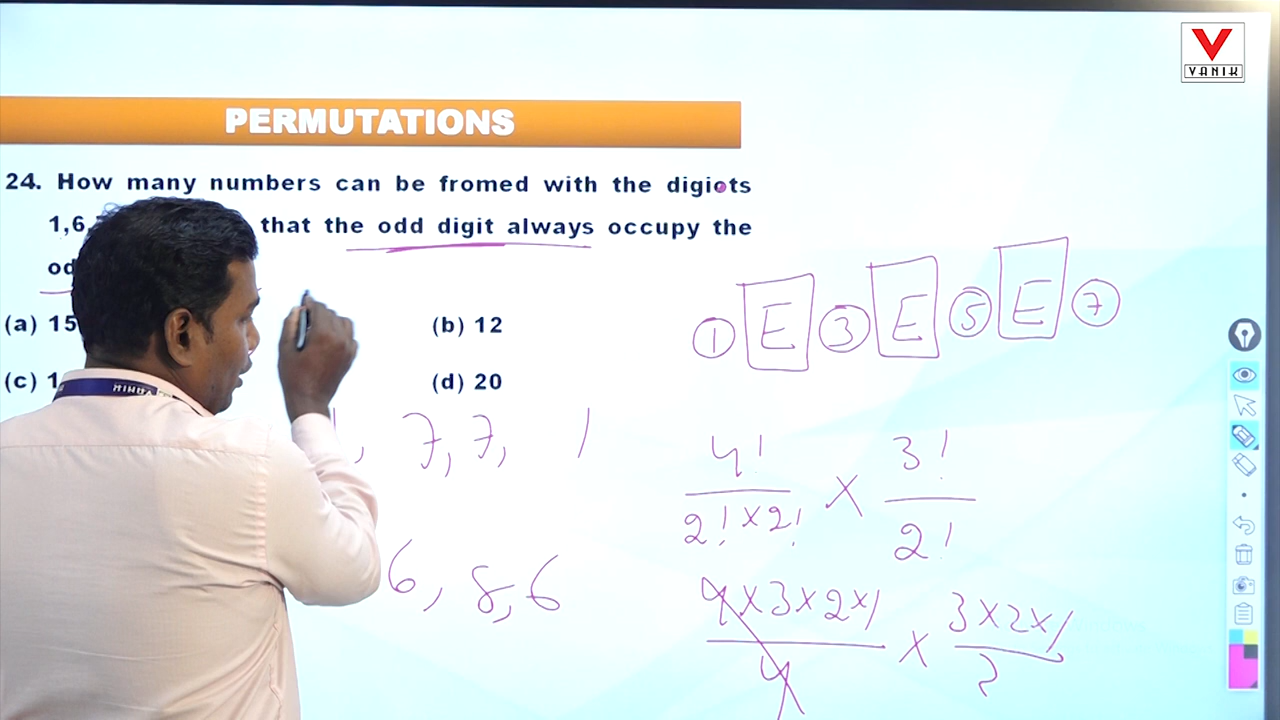 VANIK
PERMUTATIONS
24. How many numbers can be fromed with the digiots
1,6, that the odd digit always occupy the
od
(a) 15 (b) 12
(c) 1 (d) 20
1 E 3 E 5 E 7
, 7, 7, 1
6, 8, 6
4! / 2! × 2! × 3! / 2!
4×3×2×1 / 4 × 3×2×1 / 2